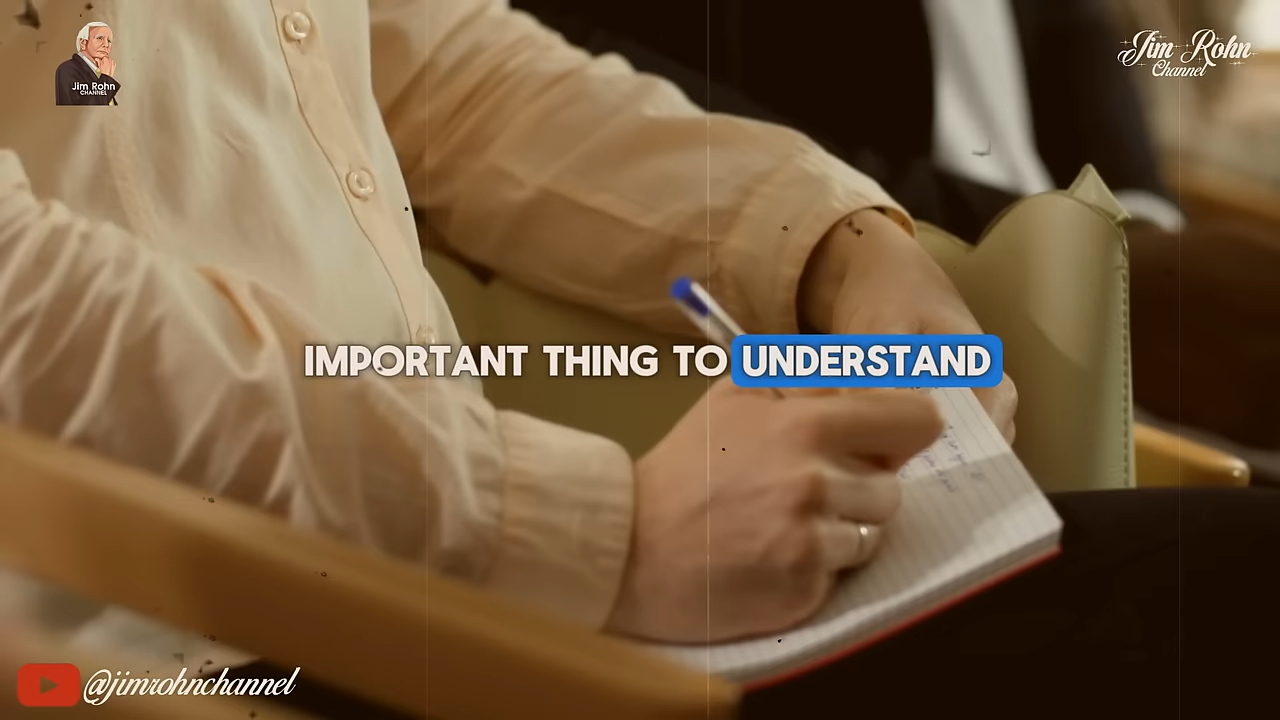 Jim Rohn
CHANNEL
Jim Rohn
Channel
IMPORTANT THING TO UNDERSTAND
@jimrohnchannel